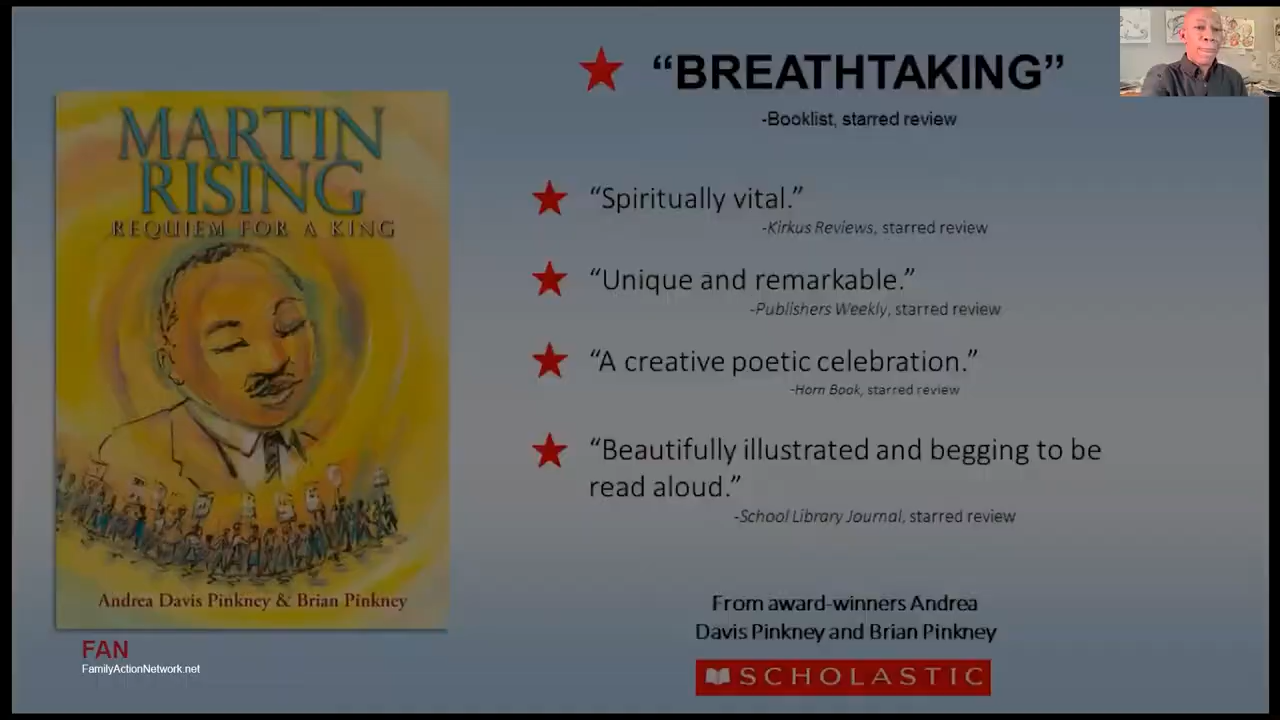 MARTIN
RISING
REQUIEM FOR A KING
Andrea Davis Pinkney & Brian Pinkney
FAN
FamilyActionNetwork.net
“BREATHTAKING”
-Booklist, starred review
“Spiritually vital.”
-Kirkus Reviews, starred review
“Unique and remarkable.”
-Publishers Weekly, starred review
“A creative poetic celebration.”
-Horn Book, starred review
“Beautifully illustrated and begging to be
read aloud.”
-School Library Journal, starred review
From award-winners Andrea
Davis Pinkney and Brian Pinkney
SCHOLASTIC